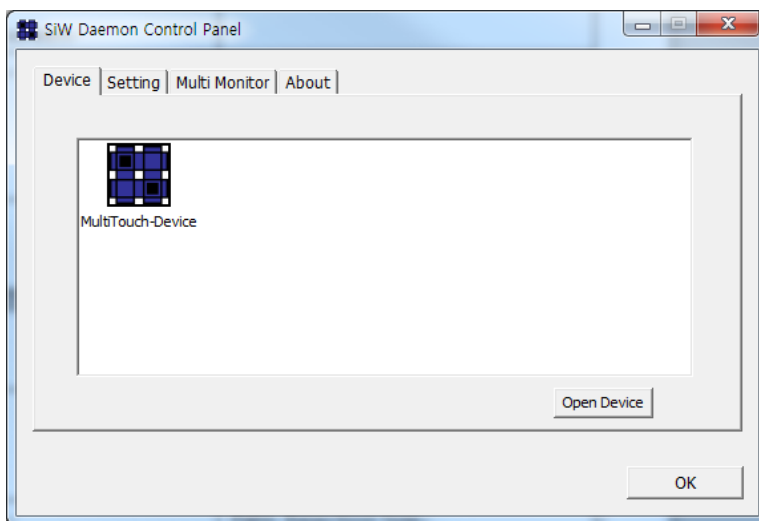 SiW Daemon Control Panel
Device Setting Multi Monitor About
MultiTouch-Device
Open Device
OK